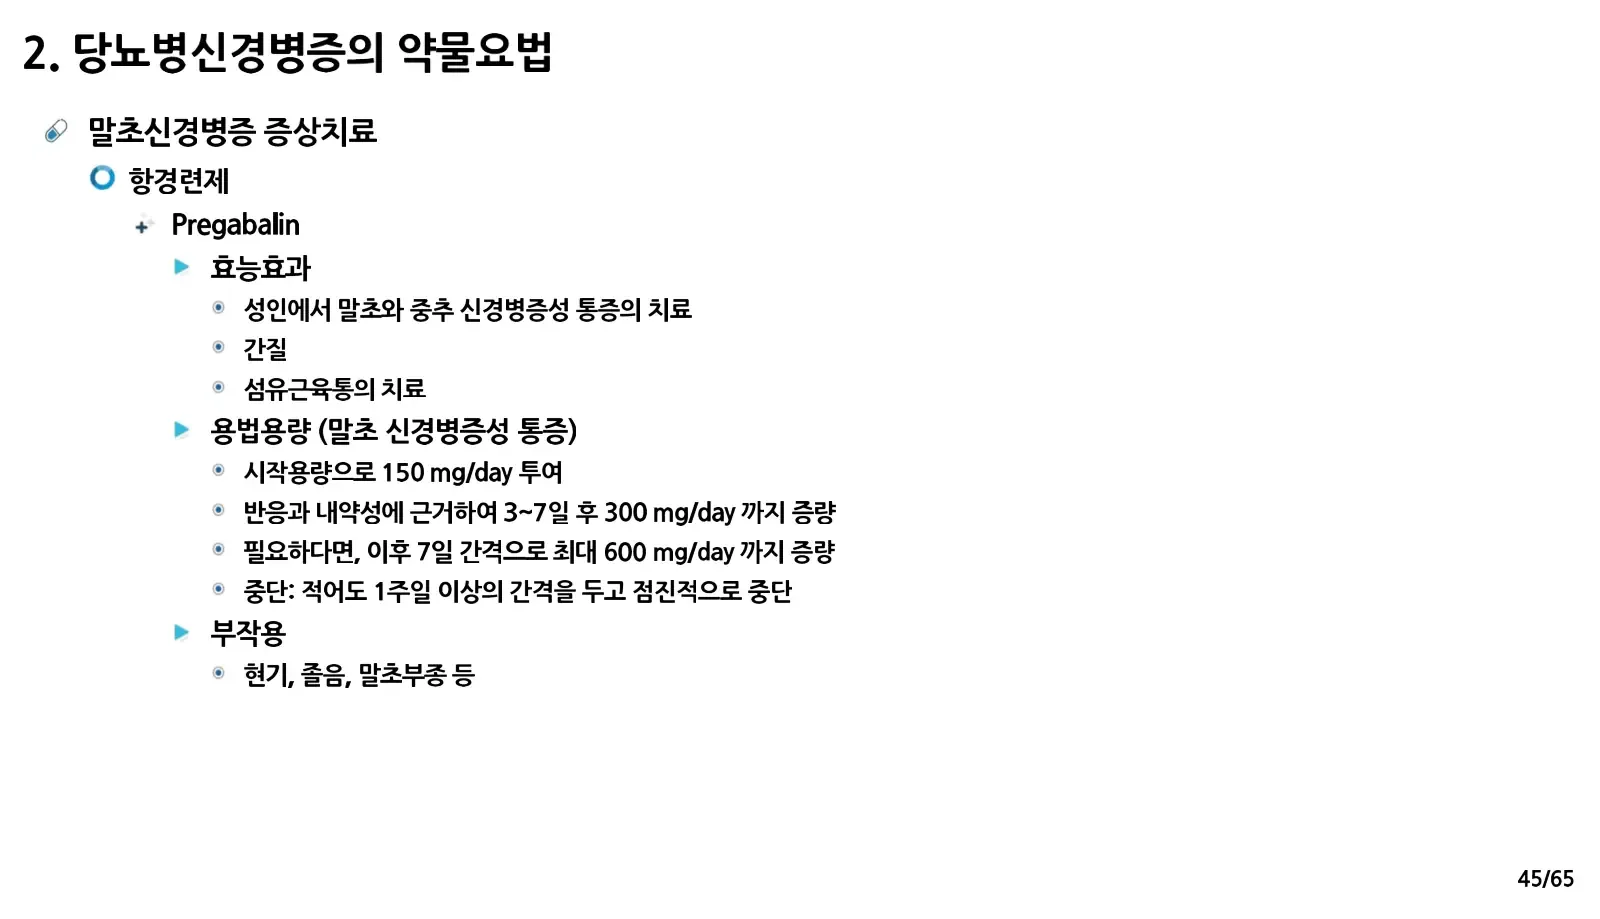 2. 당뇨병신경병증의 약물요법
말초신경병증 증상치료
항경련제
Pregabalin
효능효과
성인에서 말초와 중추 신경병증성 통증의 치료
간질
섬유근육통의 치료
용법용량 (말초 신경병증성 통증)
시작용량으로 150 mg/day 투여
반응과 내약성에 근거하여 3~7일 후 300 mg/day 까지 증량
필요하다면, 이후 7일 간격으로 최대 600 mg/day 까지 증량
중단: 적어도 1주일 이상의 간격을 두고 점진적으로 중단
부작용
현기, 졸음, 말초부종 등
45/65